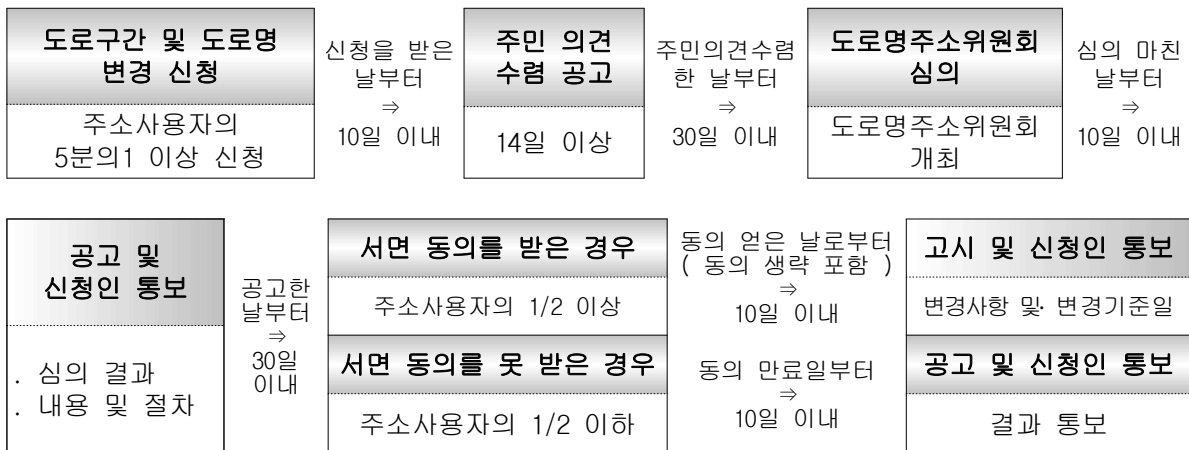 도로구간 및 도로명
변경 신청
주소사용자의
5분의1 이상 신청
신청을 받은
날부터
⇒
10일 이내
주민 의견
수렴 공고
14일 이상
주민의견수렴
한 날부터
⇒
30일 이내
도로명주소위원회
심의
도로명주소위원회
개최
심의 마친
날부터
⇒
10일 이내
공고 및
신청인 통보
. 심의 결과
. 내용 및 절차
공고한
날부터
⇒
30일
이내
서면 동의를 받은 경우
주소사용자의 1/2 이상
동의 얻은 날로부터
( 동의 생략 포함 )
⇒
10일 이내
고시 및 신청인 통보
변경사항 및· 변경기준일
서면 동의를 못 받은 경우
주소사용자의 1/2 이하
동의 만료일부터
⇒
10일 이내
공고 및 신청인 통보
결과 통보